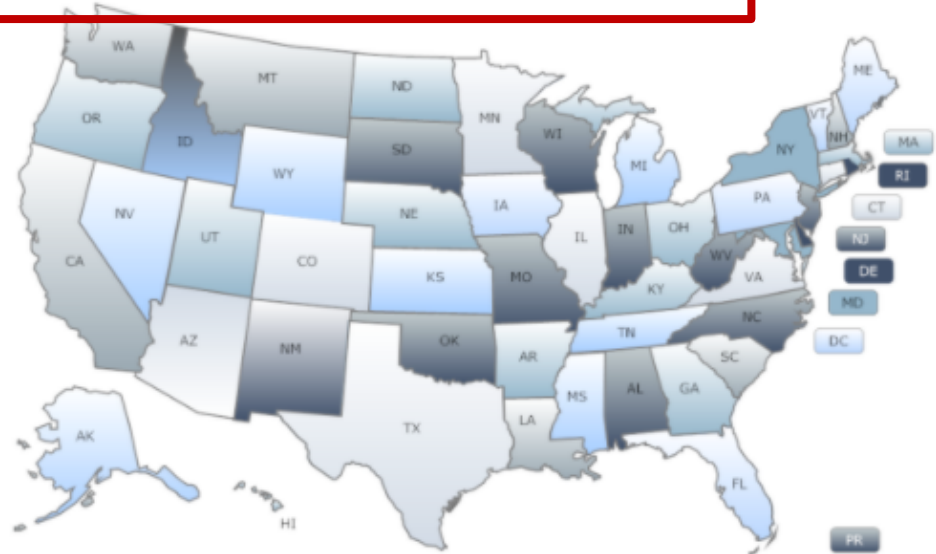 WA
MT
ND
MN
ME
VT
NH
OR
ID
SD
WI
NY
MA
MI
RI
WY
IA
PA
CT
NV
NE
IL
IN
OH
NJ
UT
CA
CO
KS
MO
WV
VA
DE
KY
MD
NC
AZ
NM
OK
TN
DC
AR
SC
MS
AL
GA
TX
LA
AK
FL
HI
PR